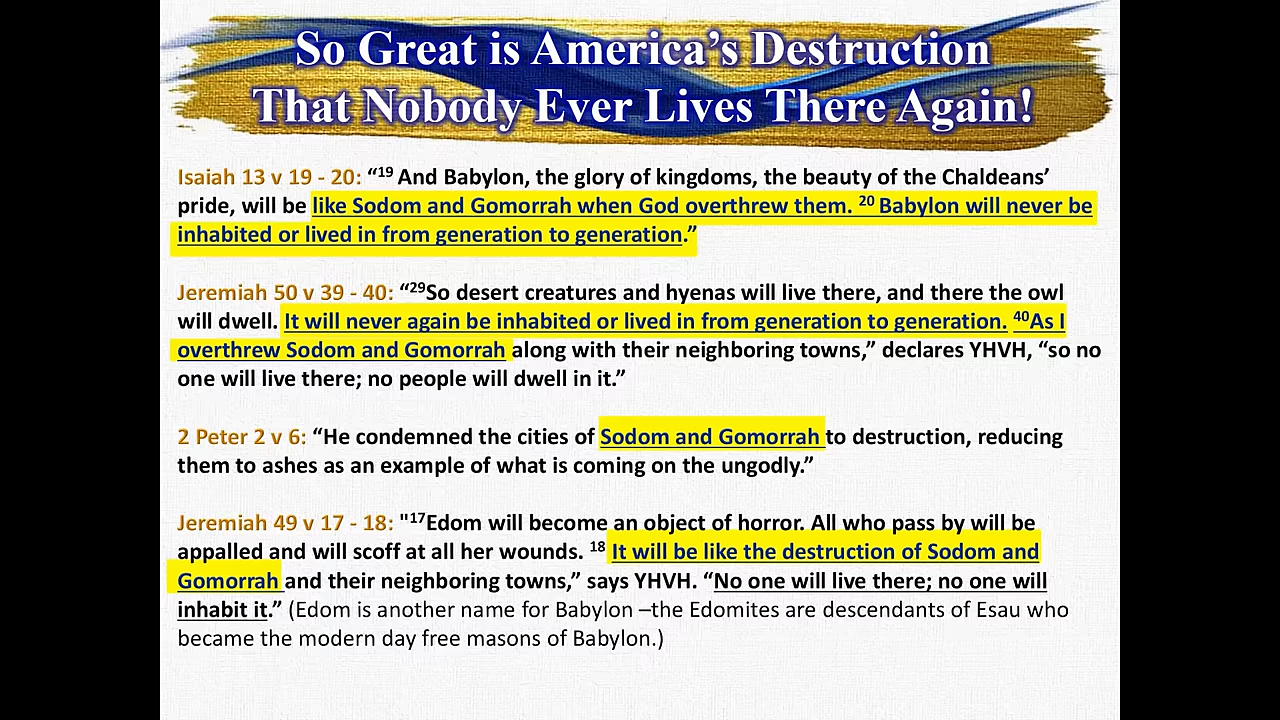 So Great is America’s Destruction
That Nobody Ever Lives There Again!
Isaiah 13 v 19 - 20: “19 And Babylon, the glory of kingdoms, the beauty of the Chaldeans’
pride, will be like Sodom and Gomorrah when God overthrew them. 20 Babylon will never be
inhabited or lived in from generation to generation.”
Jeremiah 50 v 39 - 40: “29So desert creatures and hyenas will live there, and there the owl
will dwell. It will never again be inhabited or lived in from generation to generation. 40As I
overthrew Sodom and Gomorrah along with their neighboring towns,” declares YHVH, “so no
one will live there; no people will dwell in it.”
2 Peter 2 v 6: “He condemned the cities of Sodom and Gomorrah to destruction, reducing
them to ashes as an example of what is coming on the ungodly.”
Jeremiah 49 v 17 - 18: "17Edom will become an object of horror. All who pass by will be
appalled and will scoff at all her wounds. 18 It will be like the destruction of Sodom and
Gomorrah and their neighboring towns,” says YHVH. “No one will live there; no one will
inhabit it.” (Edom is another name for Babylon –the Edomites are descendants of Esau who
became the modern day free masons of Babylon.)